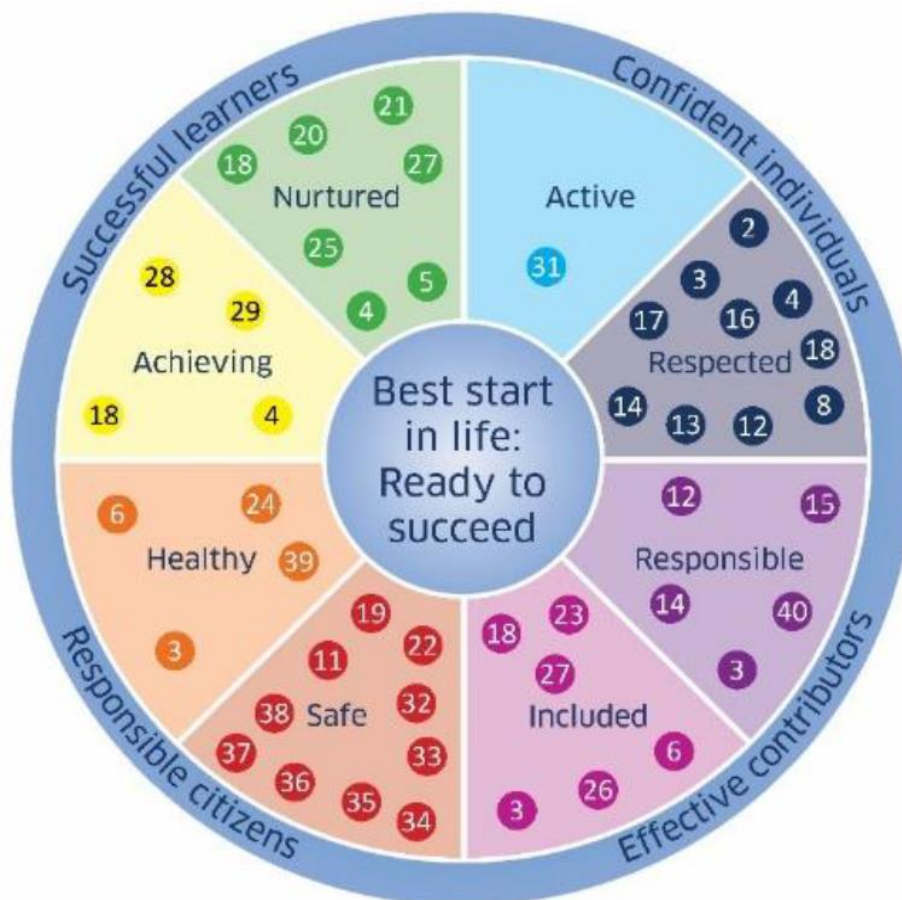 Successful learners
Confident individuals
Effective contributors
Responsible citizens
Best start
in life:
Ready to
succeed
Nurtured
21
20
18
27
25
5
4
Active
31
Respected
2
3
4
17
16
18
14
13
12
8
Responsible
12
15
14
40
3
Included
18
23
27
6
26
3
Safe
19
22
11
32
38
33
37
36
35
34
Healthy
6
24
39
3
Achieving
28
29
18
4